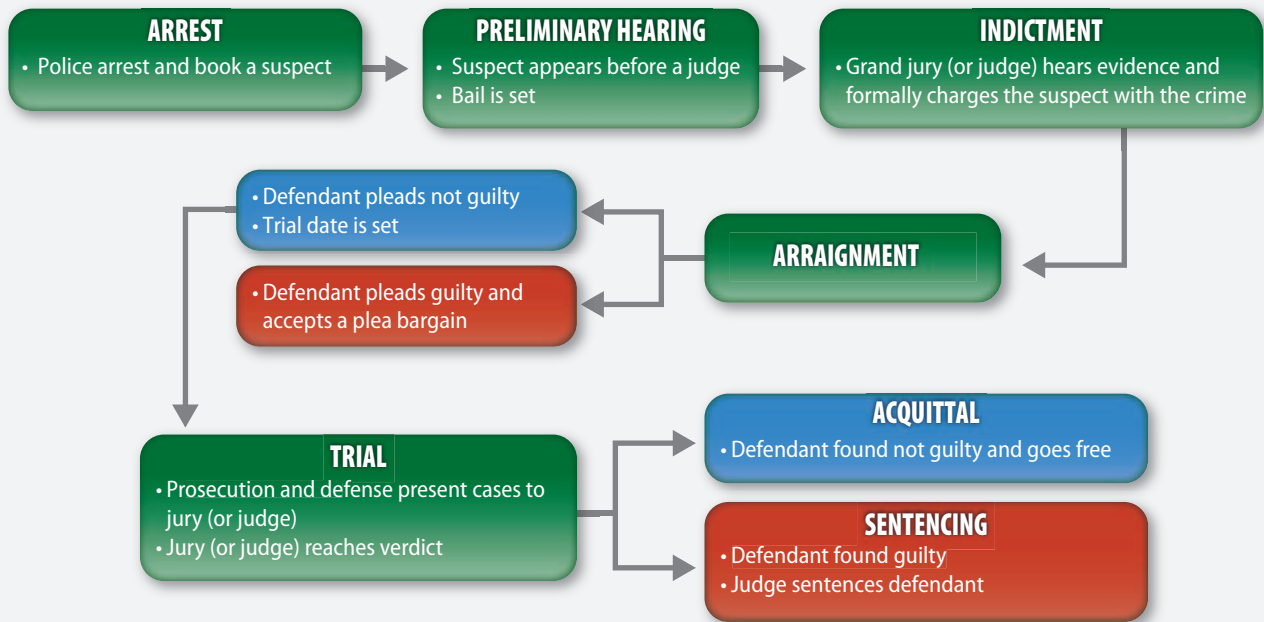 ARREST
• Police arrest and book a suspect
PRELIMINARY HEARING
• Suspect appears before a judge
• Bail is set
INDICTMENT
• Grand jury (or judge) hears evidence and
formally charges the suspect with the crime
ARRAIGNMENT
• Defendant pleads not guilty
• Trial date is set
• Defendant pleads guilty and
accepts a plea bargain
TRIAL
• Prosecution and defense present cases to
jury (or judge)
• Jury (or judge) reaches verdict
ACQUITTAL
• Defendant found not guilty and goes free
SENTENCING
• Defendant found guilty
• Judge sentences defendant